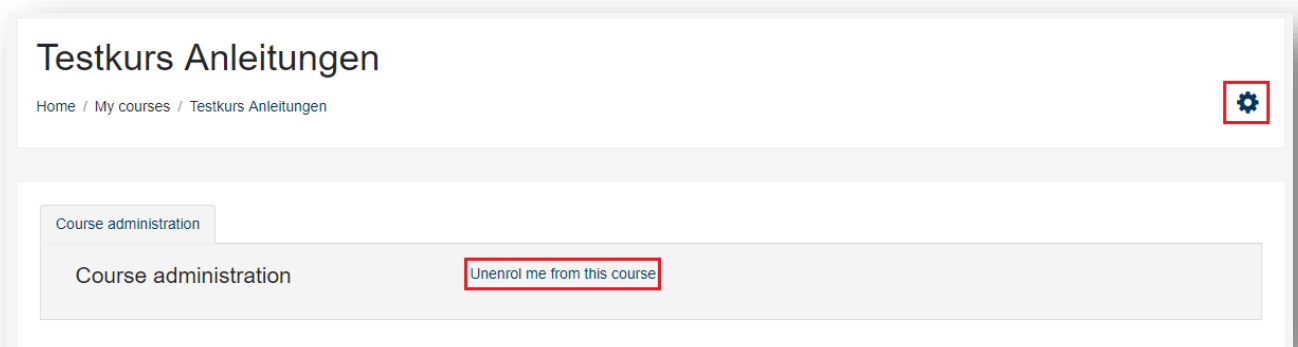 Testkurs Anleitungen
Home / My courses / Testkurs Anleitungen
Course administration
Course administration
Unenrol me from this course